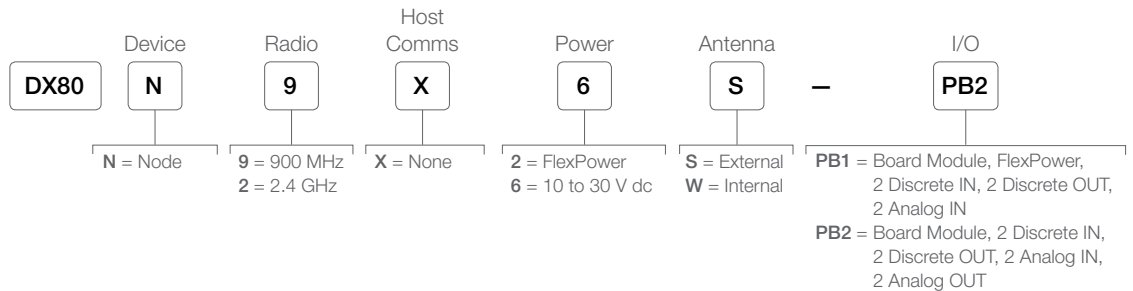 Device Radio Host Comms Power Antenna I/O
DX80 N 9 X 6 S – PB2
N = Node
9 = 900 MHz
2 = 2.4 GHz
X = None
2 = FlexPower
6 = 10 to 30 V dc
S = External
W = Internal
PB1 = Board Module, FlexPower,
2 Discrete IN, 2 Discrete OUT,
2 Analog IN
PB2 = Board Module, 2 Discrete IN,
2 Discrete OUT, 2 Analog IN,
2 Analog OUT